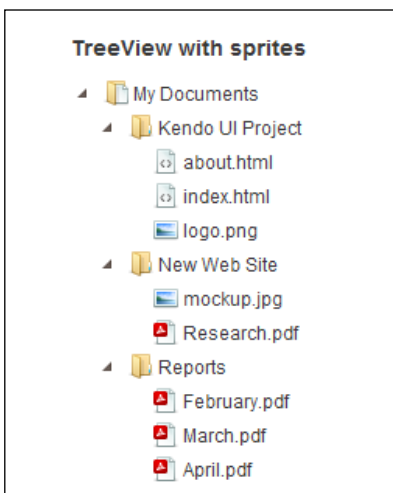 TreeView with sprites
My Documents
Kendo UI Project
about.html
index.html
logo.png
New Web Site
mockup.jpg
Research.pdf
Reports
February.pdf
March.pdf
April.pdf